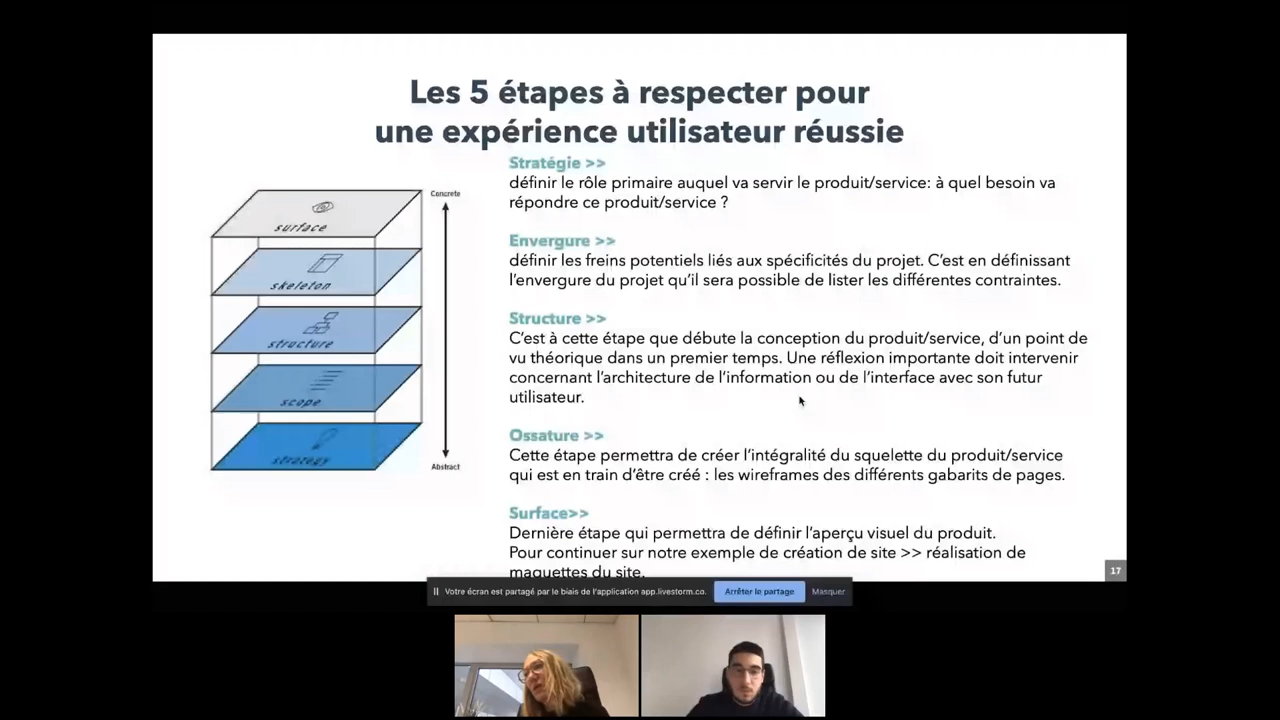 Les 5 étapes à respecter pour
une expérience utilisateur réussie
Concrete
surface
skeleton
structure
scope
strategy
Abstract
Stratégie >>
définir le rôle primaire auquel va servir le produit/service: à quel besoin va
répondre ce produit/service ?
Envergure >>
définir les freins potentiels liés aux spécificités du projet. C’est en définissant
l’envergure du projet qu’il sera possible de lister les différentes contraintes.
Structure >>
C’est à cette étape que débute la conception du produit/service, d’un point de
vu théorique dans un premier temps. Une réflexion importante doit intervenir
concernant l’architecture de l’information ou de l’interface avec son futur
utilisateur.
Ossature >>
Cette étape permettra de créer l’intégralité du squelette du produit/service
qui est en train d’être créé : les wireframes des différents gabarits de pages.
Surface>>
Dernière étape qui permettra de définir l’aperçu visuel du produit.
Pour continuer sur notre exemple de création de site >> réalisation de
maquettes du site.
17
Votre écran est partagé par le biais de l'application app.livestorm.co.
Arrêter le partage
Masquer